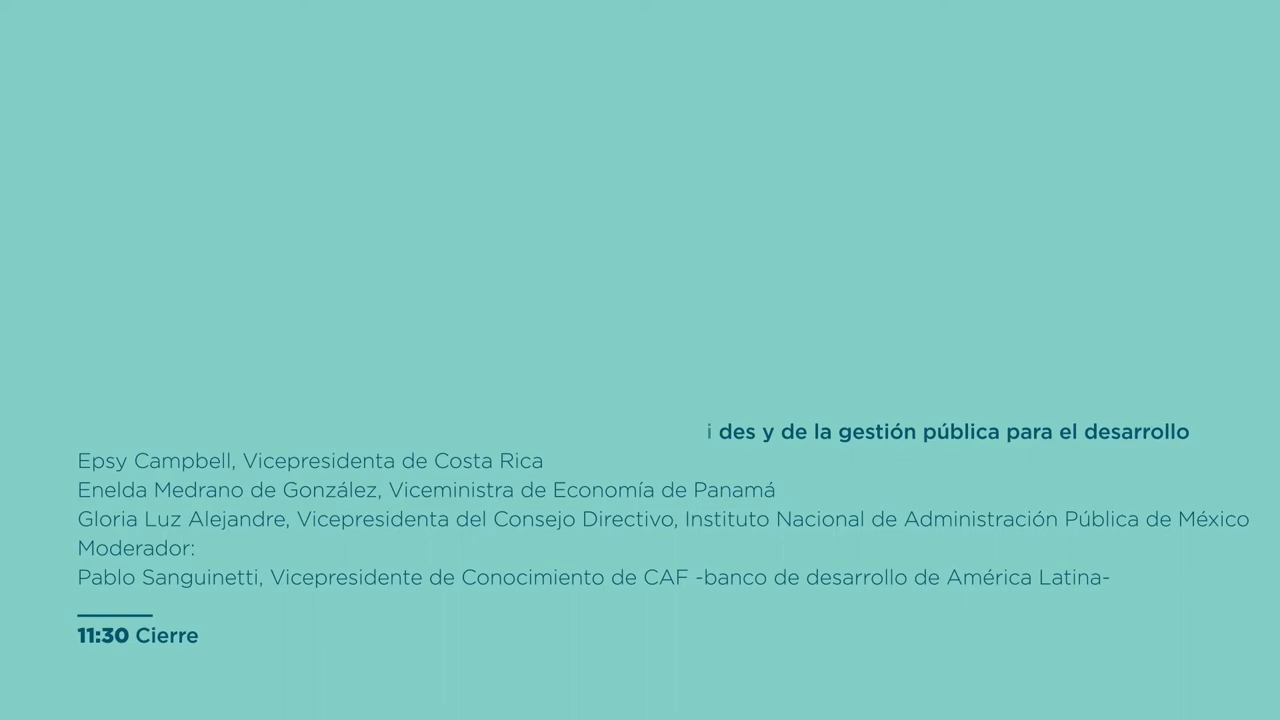 des y de la gestión pública para el desarrollo
Epsy Campbell, Vicepresidenta de Costa Rica
Enelda Medrano de González, Viceministra de Economía de Panamá
Gloria Luz Alejandre, Vicepresidenta del Consejo Directivo, Instituto Nacional de Administración Pública de México
Moderador:
Pablo Sanguinetti, Vicepresidente de Conocimiento de CAF -banco de desarrollo de América Latina-
11:30 Cierre